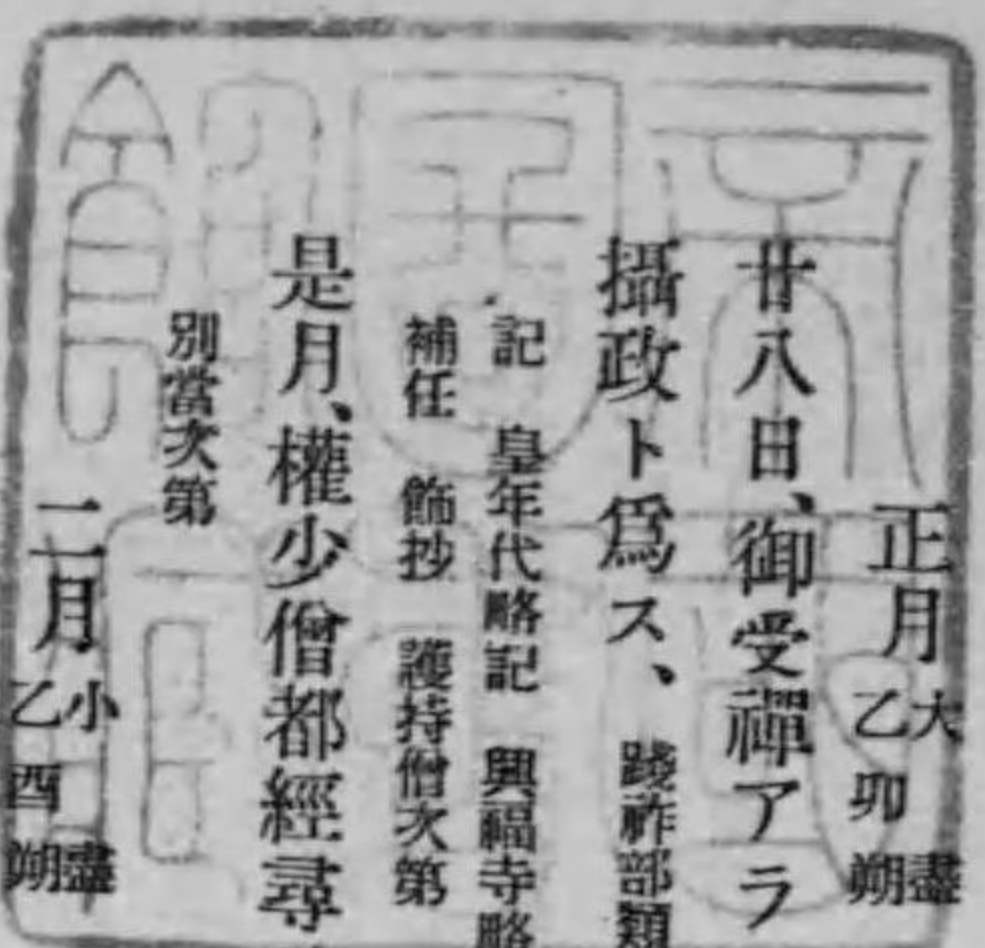 正月大盡乙卯朔
廿八日、御受禪アラ
攝政ト爲ス、踐祚部類
記　皇年代略記　興福寺略
補任　飾抄　護持僧次第
是月、權少僧都經尋
別當次第
二月小盡乙酉朔